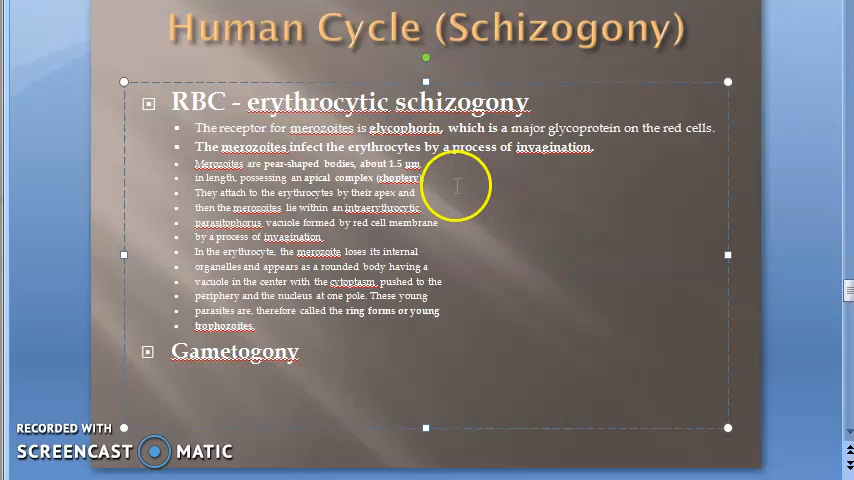 Human Cycle (Schizogony)
RBC - erythrocytic schizogony
The receptor for merozoites is glycophorin, which is a major glycoprotein on the red cells.
The merozoites infect the erythrocytes by a process of invagination.
Merozoites are pear-shaped bodies, about 1.5 µm
in length, possessing an apical complex (rhoptery).
They attach to the erythrocytes by their apex and
then the merozoites lie within an intraerythrocytic
parasitophorus vacuole formed by red cell membrane
by a process of invagination.
In the erythrocyte, the merozoite loses its internal
organelles and appears as a rounded body having a
vacuole in the center with the cytoptasm pushed to the
periphery and the nucleus at one pole. These young
parasites are, therefore called the ring forms or young
trophozoites.
Gametogony
RECORDED WITH
SCREENCAST MATIC